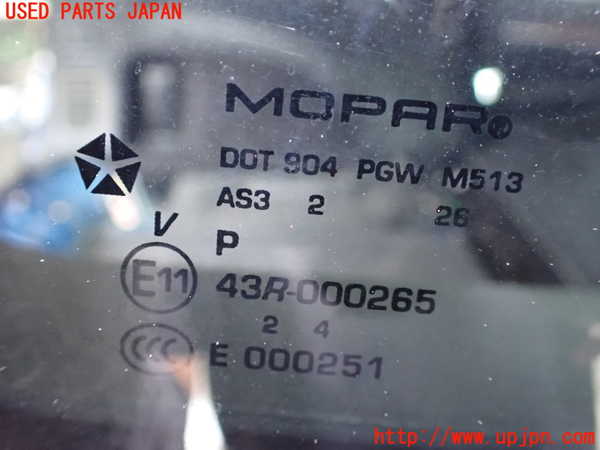 USED PARTS JAPAN
MOPAR®
DOT 904 PGW M513
AS3 2 26
V P
E11 43R-000265
2 4
CCC E 000251
http://www.upjpn.com